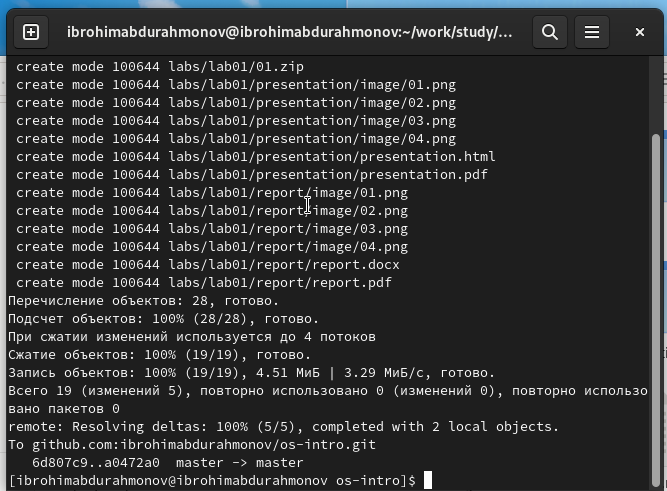 ibrohimabdurahmonov@ibrohimabdurahmonov:~/work/study/...
create mode 100644 labs/lab01/01.zip
create mode 100644 labs/lab01/presentation/image/01.png
create mode 100644 labs/lab01/presentation/image/02.png
create mode 100644 labs/lab01/presentation/image/03.png
create mode 100644 labs/lab01/presentation/image/04.png
create mode 100644 labs/lab01/presentation/presentation.html
create mode 100644 labs/lab01/presentation/presentation.pdf
create mode 100644 labs/lab01/report/image/01.png
create mode 100644 labs/lab01/report/image/02.png
create mode 100644 labs/lab01/report/image/03.png
create mode 100644 labs/lab01/report/image/04.png
create mode 100644 labs/lab01/report/report.docx
create mode 100644 labs/lab01/report/report.pdf
Перечисление объектов: 28, готово.
Подсчет объектов: 100% (28/28), готово.
При сжатии изменений используется до 4 потоков
Сжатие объектов: 100% (19/19), готово.
Запись объектов: 100% (19/19), 4.51 МиБ | 3.29 МиБ/с, готово.
Всего 19 (изменений 5), повторно использовано 0 (изменений 0), повторно использо
вано пакетов 0
remote: Resolving deltas: 100% (5/5), completed with 2 local objects.
To github.com:ibrohimabdurahmonov/os-intro.git
6d807c9..a0472a0  master -> master
[ibrohimabdurahmonov@ibrohimabdurahmonov os-intro]$